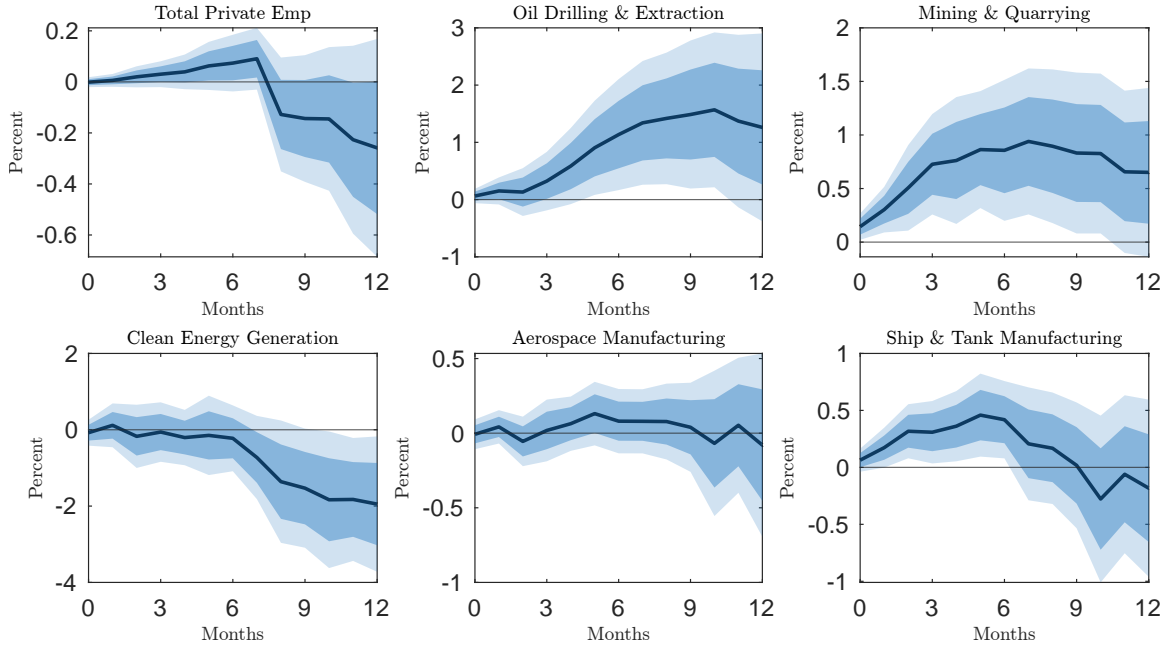 Total Private Emp
0.2
0
-0.2
-0.4
-0.6
Percent
0 3 6 9 12
Months
Oil Drilling & Extraction
3
2
1
0
-1
Percent
0 3 6 9 12
Months
Mining & Quarrying
2
1.5
1
0.5
0
Percent
0 3 6 9 12
Months
Clean Energy Generation
2
0
-2
-4
Percent
0 3 6 9 12
Months
Aerospace Manufacturing
0.5
0
-0.5
-1
Percent
0 3 6 9 12
Months
Ship & Tank Manufacturing
1
0.5
0
-0.5
-1
Percent
0 3 6 9 12
Months